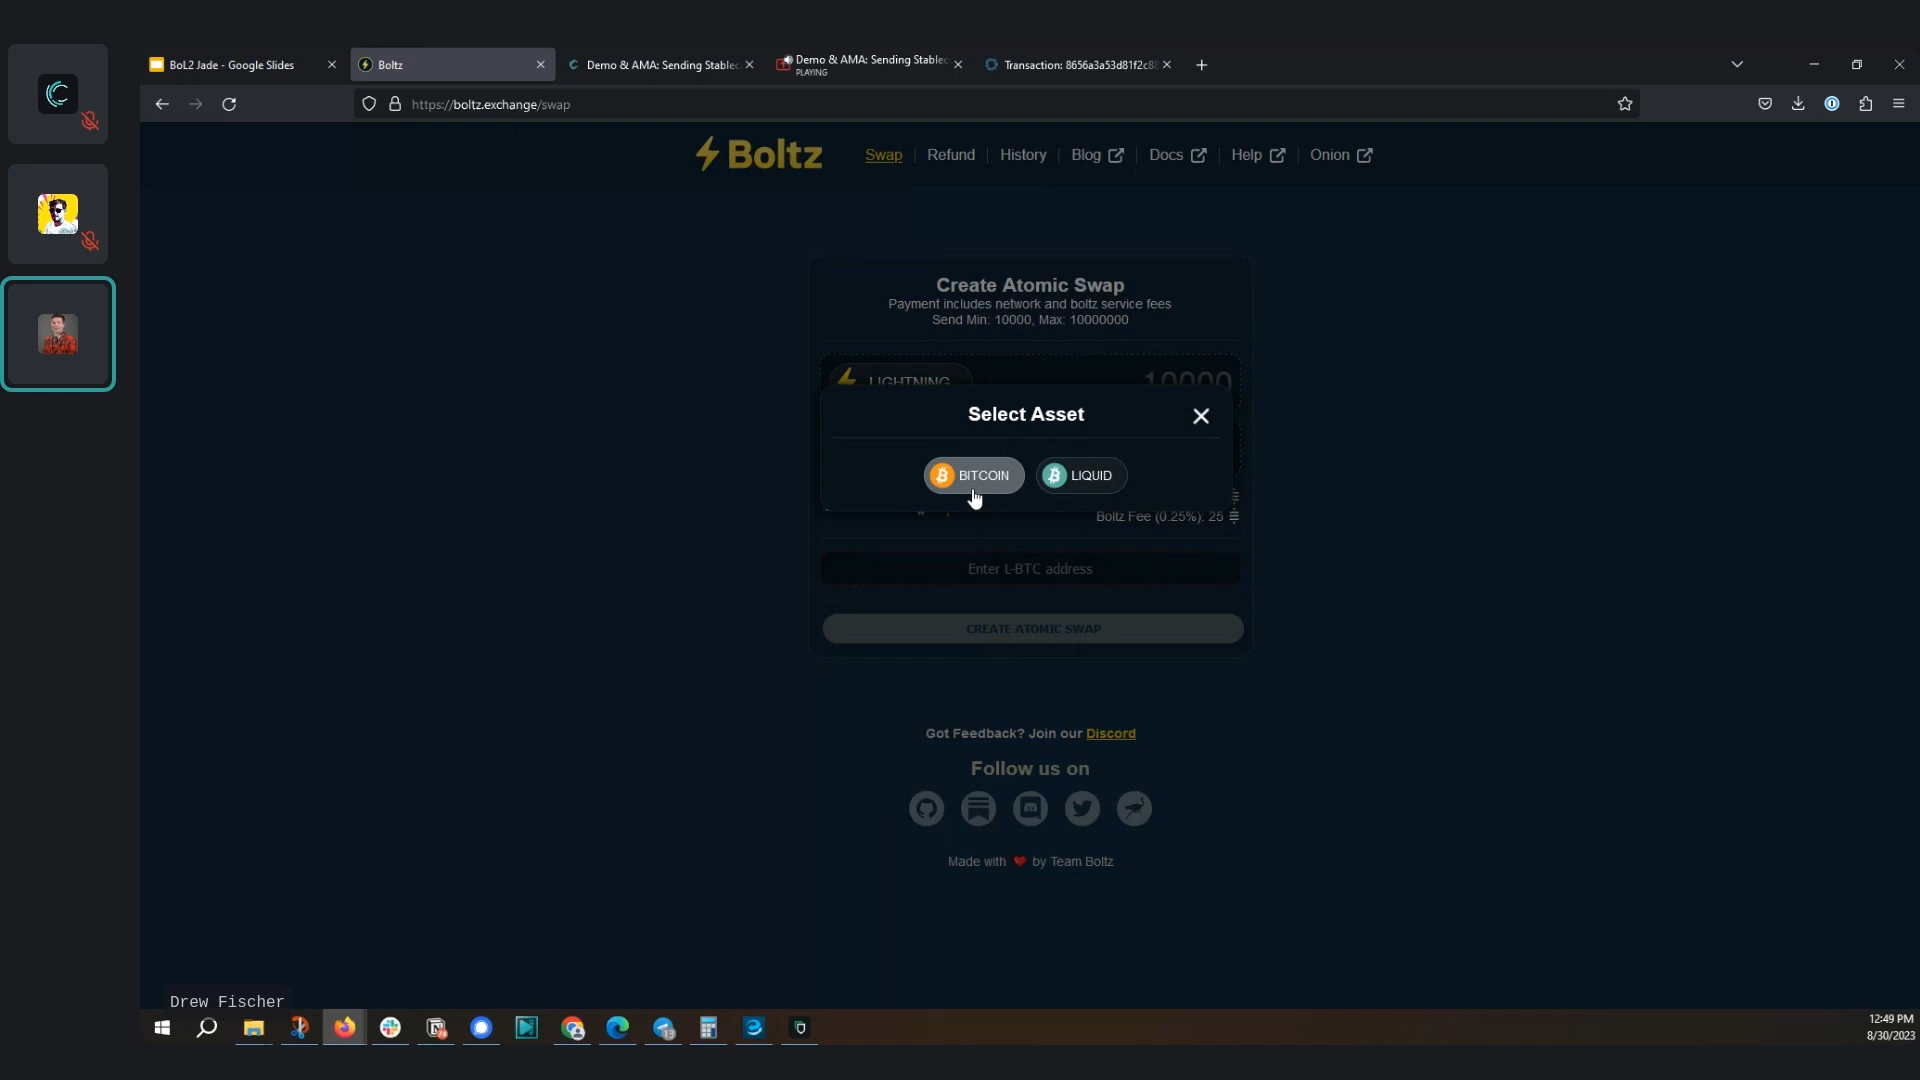 BoL2 Jade - Google Slides
Boltz
Demo & AMA: Sending Stablec
Demo & AMA: Sending Stablec
PLAYING
Transaction: 8656a3a53d81f2c8
https://boltz.exchange/swap
Boltz
Swap
Refund
History
Blog
Docs
Help
Onion
Create Atomic Swap
Payment includes network and boltz service fees
Send Min: 10000, Max: 10000000
LIGHTNING
10000
Select Asset
BITCOIN
LIQUID
Boltz Fee (0.25%): 25
Enter L-BTC address
CREATE ATOMIC SWAP
Got Feedback? Join our Discord
Follow us on
Made with ❤ by Team Boltz
Drew Fischer
12:49 PM
8/30/2023